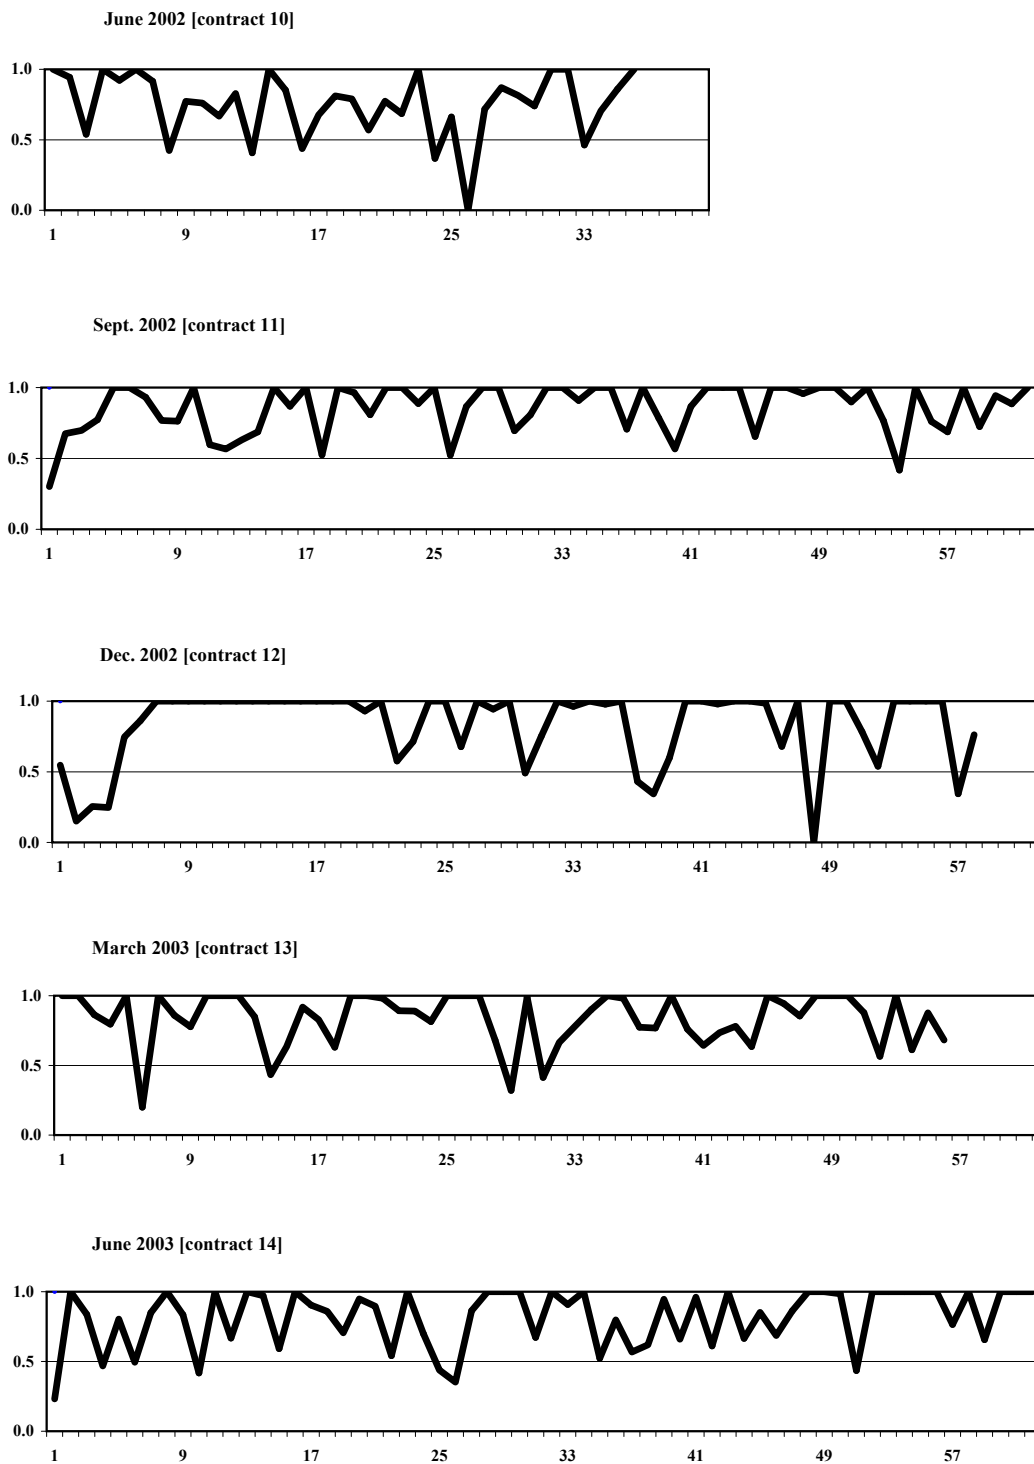 June 2002 [contract 10]
1.0
0.5
0.0
1 9 17 25 33
Sept. 2002 [contract 11]
1.0
0.5
0.0
1 9 17 25 33 41 49 57
Dec. 2002 [contract 12]
1.0
0.5
0.0
1 9 17 25 33 41 49 57
March 2003 [contract 13]
1.0
0.5
0.0
1 9 17 25 33 41 49 57
June 2003 [contract 14]
1.0
0.5
0.0
1 9 17 25 33 41 49 57